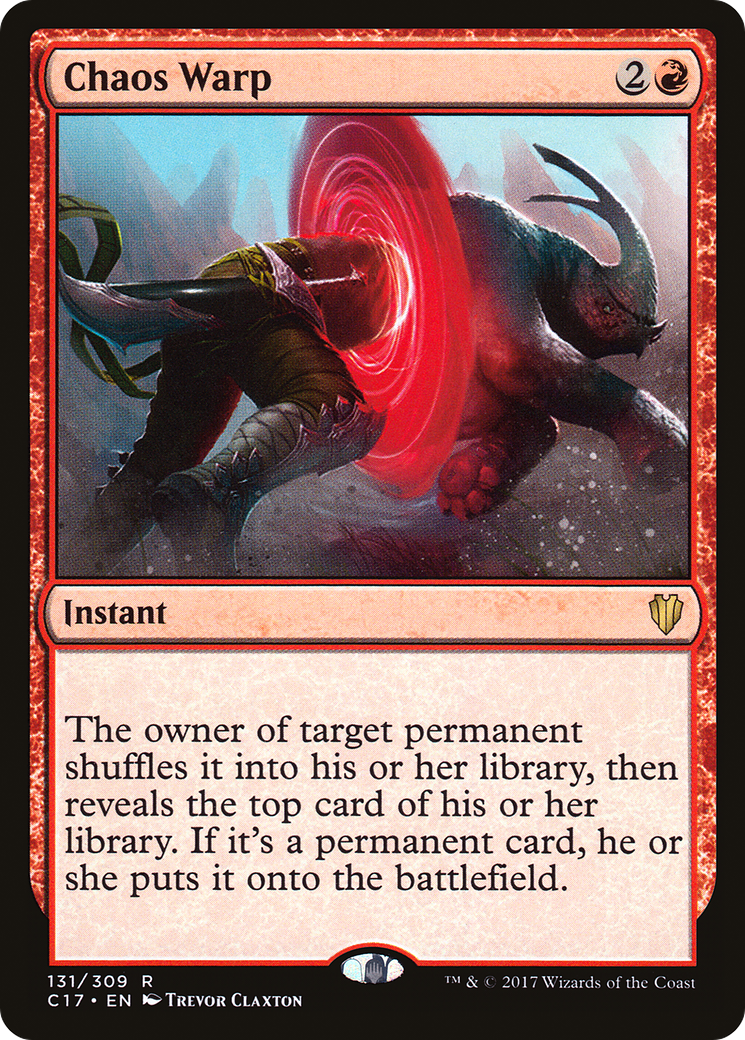 Chaos Warp 2
Instant
The owner of target permanent
shuffles it into his or her library, then
reveals the top card of his or her
library. If it's a permanent card, he or
she puts it onto the battlefield.
131/309 R
C17 • EN Trevor Claxton
™ & © 2017 Wizards of the Coast